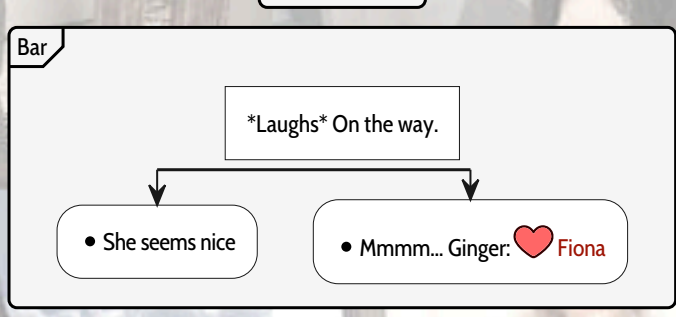 Bar
*Laughs* On the way.
• She seems nice
• Mmmm... Ginger: ❤ Fiona